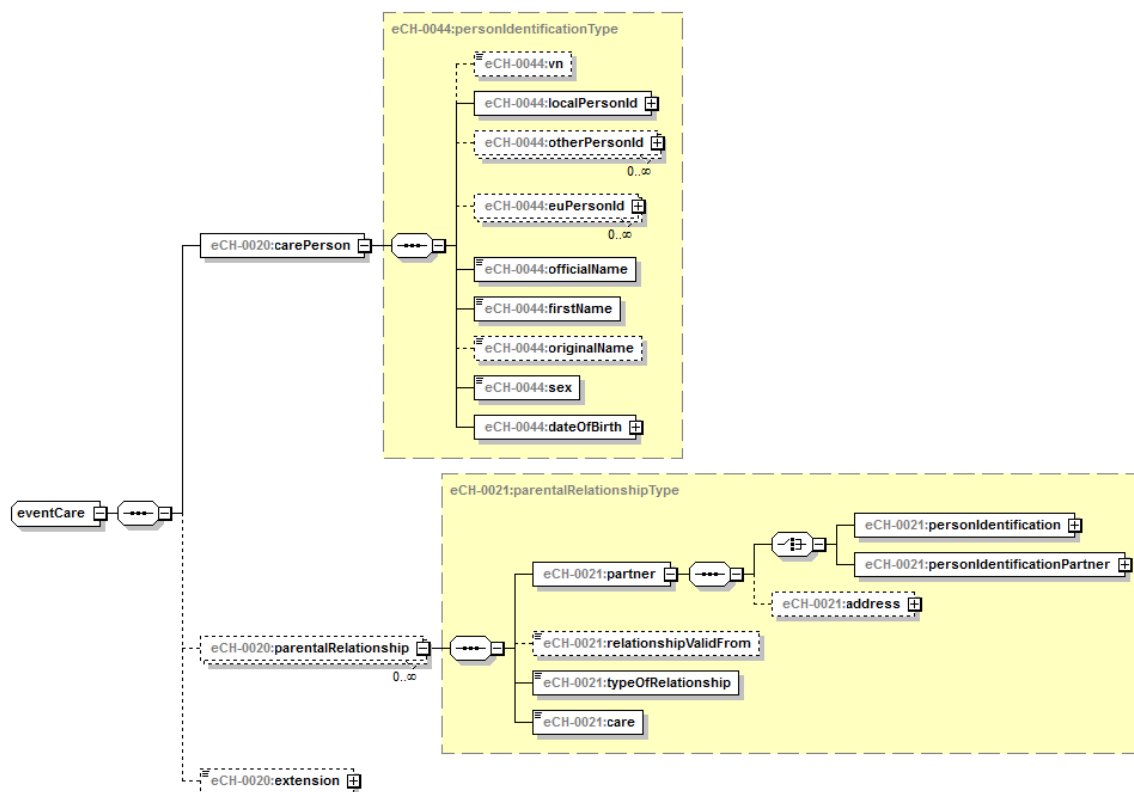 eCH-0044:personIdentificationType
eCH-0044:vn
eCH-0044:localPersonId
eCH-0044:otherPersonId
0..∞
eCH-0044:euPersonId
0..∞
eCH-0020:carePerson
eCH-0044:officialName
eCH-0044:firstName
eCH-0044:originalName
eCH-0044:sex
eCH-0044:dateOfBirth
eCH-0021:parentalRelationshipType
eventCare
eCH-0021:personIdentification
eCH-0021:personIdentificationPartner
eCH-0021:partner
eCH-0021:address
eCH-0020:parentalRelationship
0..∞
eCH-0021:relationshipValidFrom
eCH-0021:typeOfRelationship
eCH-0021:care
eCH-0020:extension